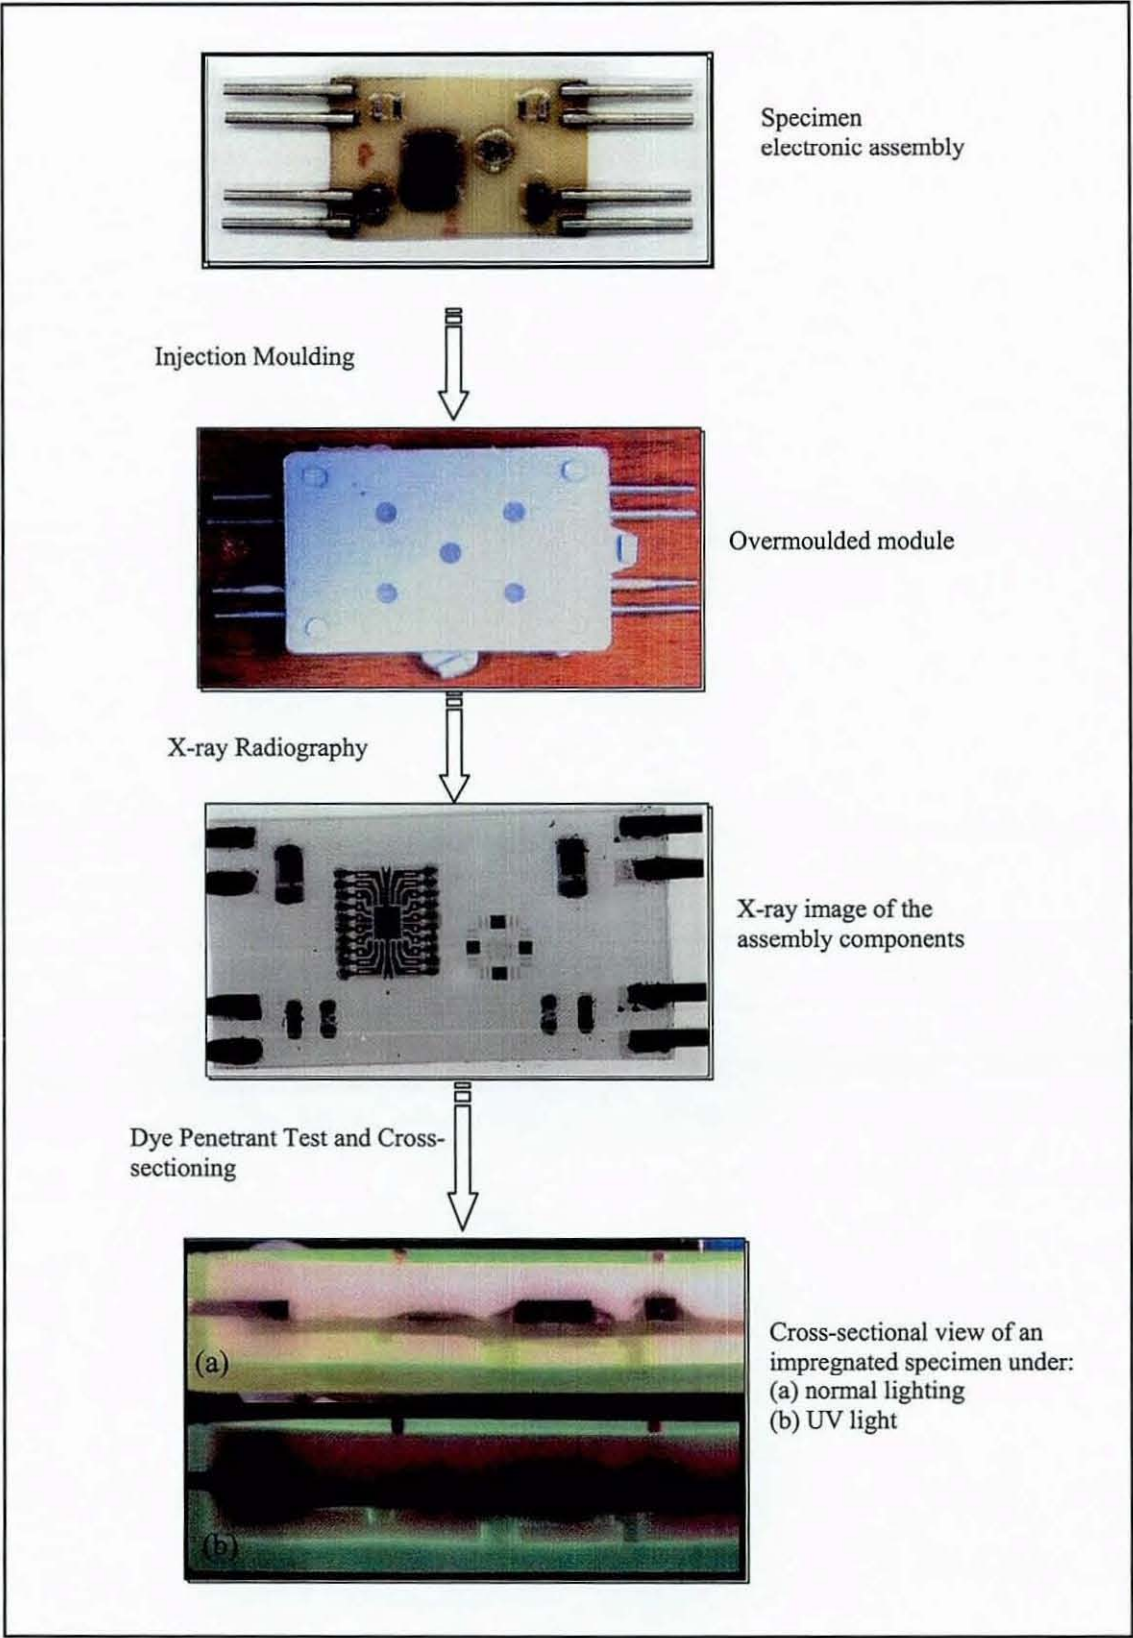 Specimen
electronic assembly
Injection Moulding
Overmoulded module
X-ray Radiography
X-ray image of the
assembly components
Dye Penetrant Test and Cross-
sectioning
(a)
Cross-sectional view of an
impregnated specimen under:
(a) normal lighting
(b) UV light
(b)